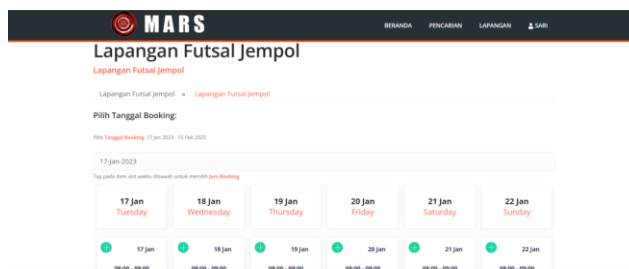 MARS
BERANDA PENCARIAN LAPANGAN SARI
Lapangan Futsal Jempol
Lapangan Futsal Jempol
Lapangan Futsal Jempol » Lapangan Futsal Jempol
Pilih Tanggal Booking:
Pilih Tanggal Booking: 17 Jan 2023 - 15 Feb 2023
17-Jan-2023
Tap pada item slot waktu dibawah untuk memilih Jam Booking
17 Jan 18 Jan 19 Jan 20 Jan 21 Jan 22 Jan
Tuesday Wednesday Thursday Friday Saturday Sunday
17 Jan 18 Jan 19 Jan 20 Jan 21 Jan 22 Jan